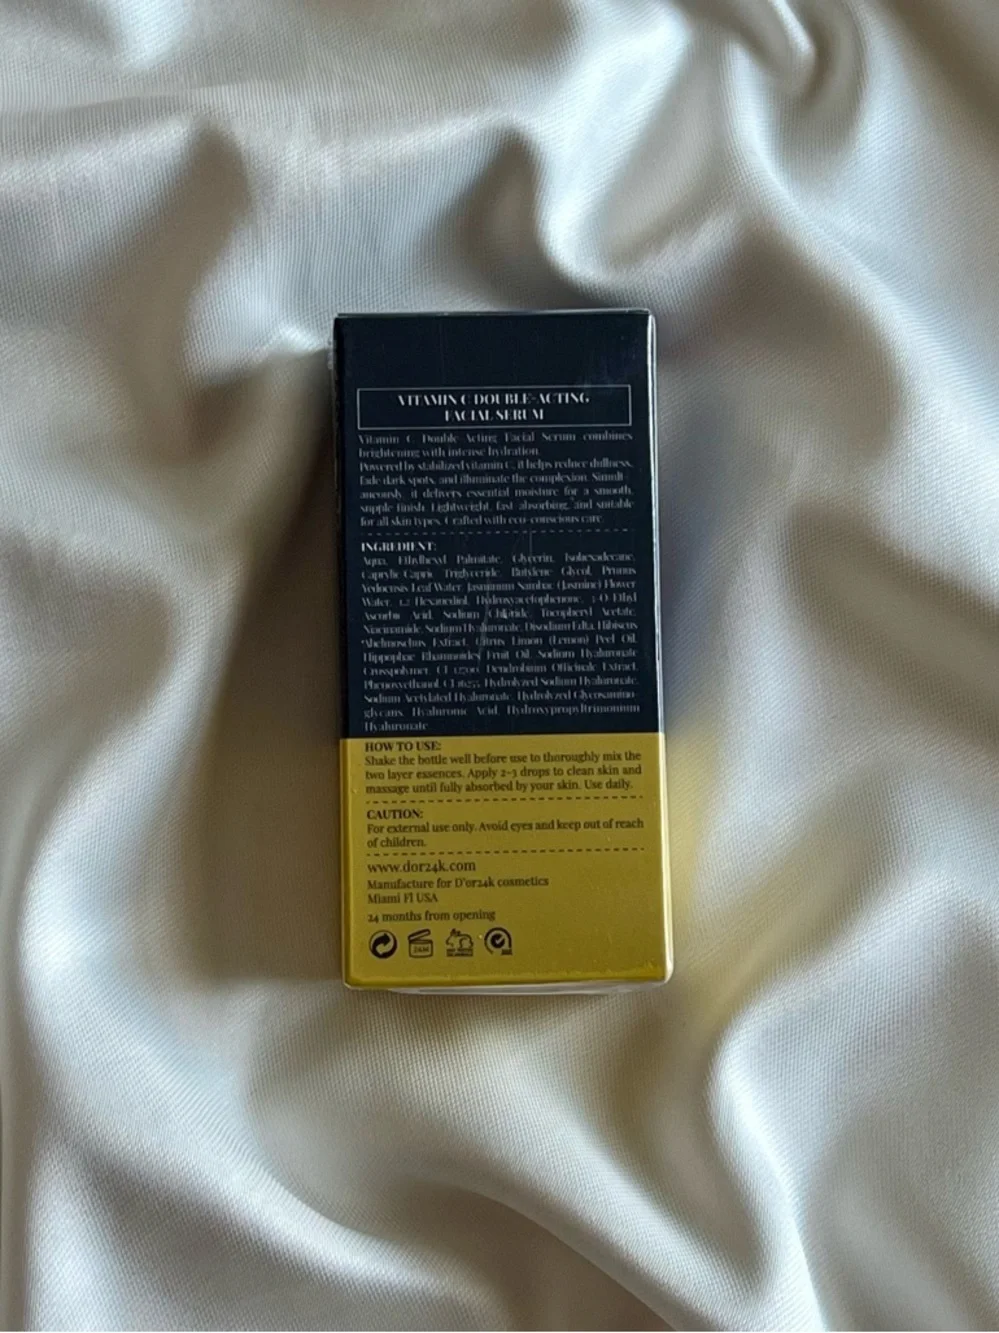 VITAMIN C DOUBLE-ACTING
FACIAL SERUM
Vitamin C Double Acting Facial Serum combines
brightening with intense hydration.
Powered by stabilized vitamin C, it helps reduce dullness,
fade dark spots, and illuminate the complexion. Simult-
aneously, it delivers essential moisture for a smooth,
supple finish. Lightweight, fast absorbing, and suitable
for all skin types. Crafted with eco-conscious care.
INGREDIENT:
Aqua, Ethylhexyl Palmitate, Glycerin, Isohexadecane,
Caprylic Capric Triglyceride, Butylene Glycol, Prunus
Yedoensis Leaf Water, Jasminum Sambac (Jasmine) Flower
Water, 1,2 Hexanediol, Hydroxyacetophenone, 3-O-Ethyl
Ascorbic Acid, Sodium Chloride, Tocopheryl Acetate,
Niacinamide, Sodium Hyaluronate, Disodium Edta, Hibiscus
Abelmoschus Extract, Citrus Limon (Lemon) Peel Oil,
Hippophae Rhamnoides Fruit Oil, Sodium Hyaluronate
Crosspolymer, CI Dendrobium Officinale Extract,
Phenoxyethanol, CI Hydrolyzed Sodium Hyaluronate,
Sodium Acetylated Hyaluronate, Hydrolyzed Glycosamino-
glycans, Hyaluronic Acid, Hydroxypropyltrimonium
Hyaluronate
HOW TO USE:
Shake the bottle well before use to thoroughly mix the
two layer essences. Apply 2-3 drops to clean skin and
massage until fully absorbed by your skin. Use daily.
CAUTION:
For external use only. Avoid eyes and keep out of reach
of children.
www.dor24k.com
Manufacture for D'or24k cosmetics
Miami Fl USA
24 months from opening
24M